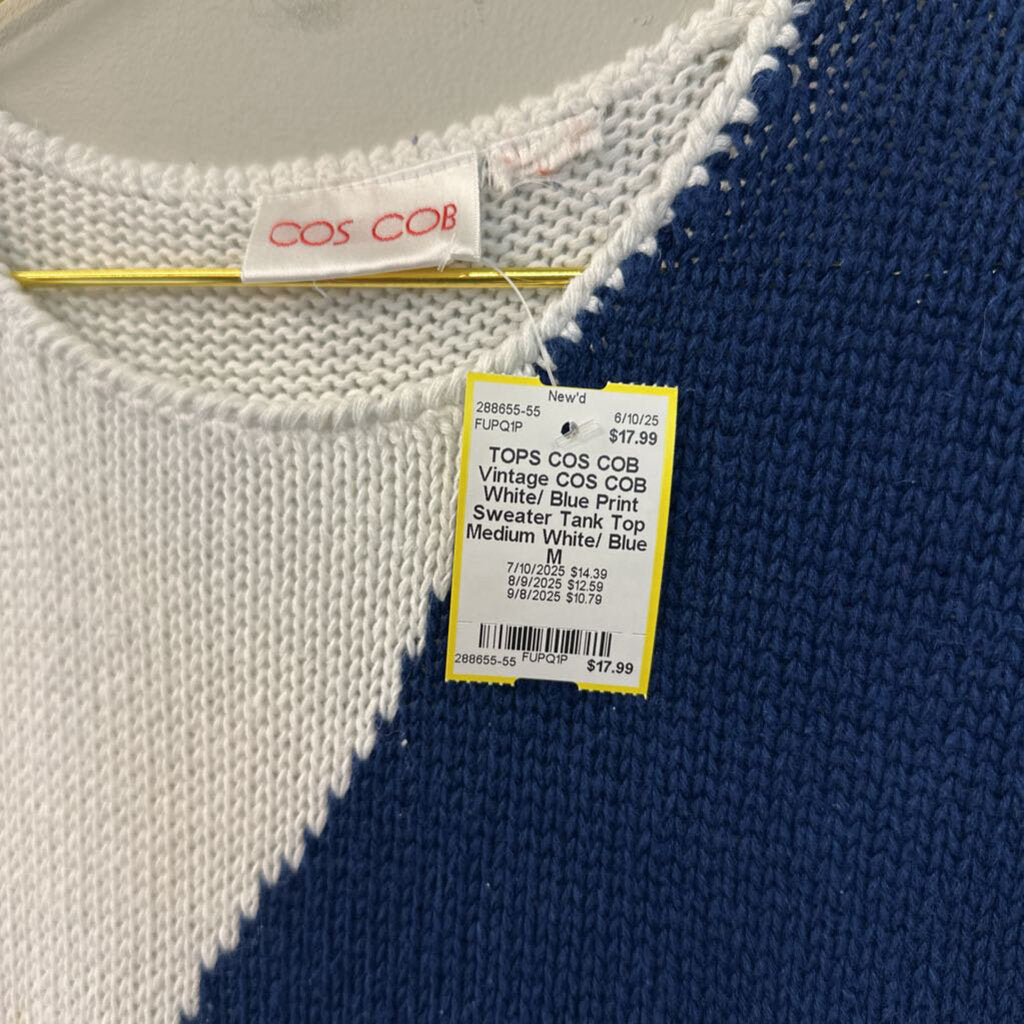 COS COB
New'd
288655-55 6/10/25
FUPQ1P $17.99
TOPS COS COB
Vintage COS COB
White/ Blue Print
Sweater Tank Top
Medium White/ Blue
M
7/10/2025 $14.39
8/9/2025 $12.59
9/8/2025 $10.79
288655-55 FUPQ1P $17.99